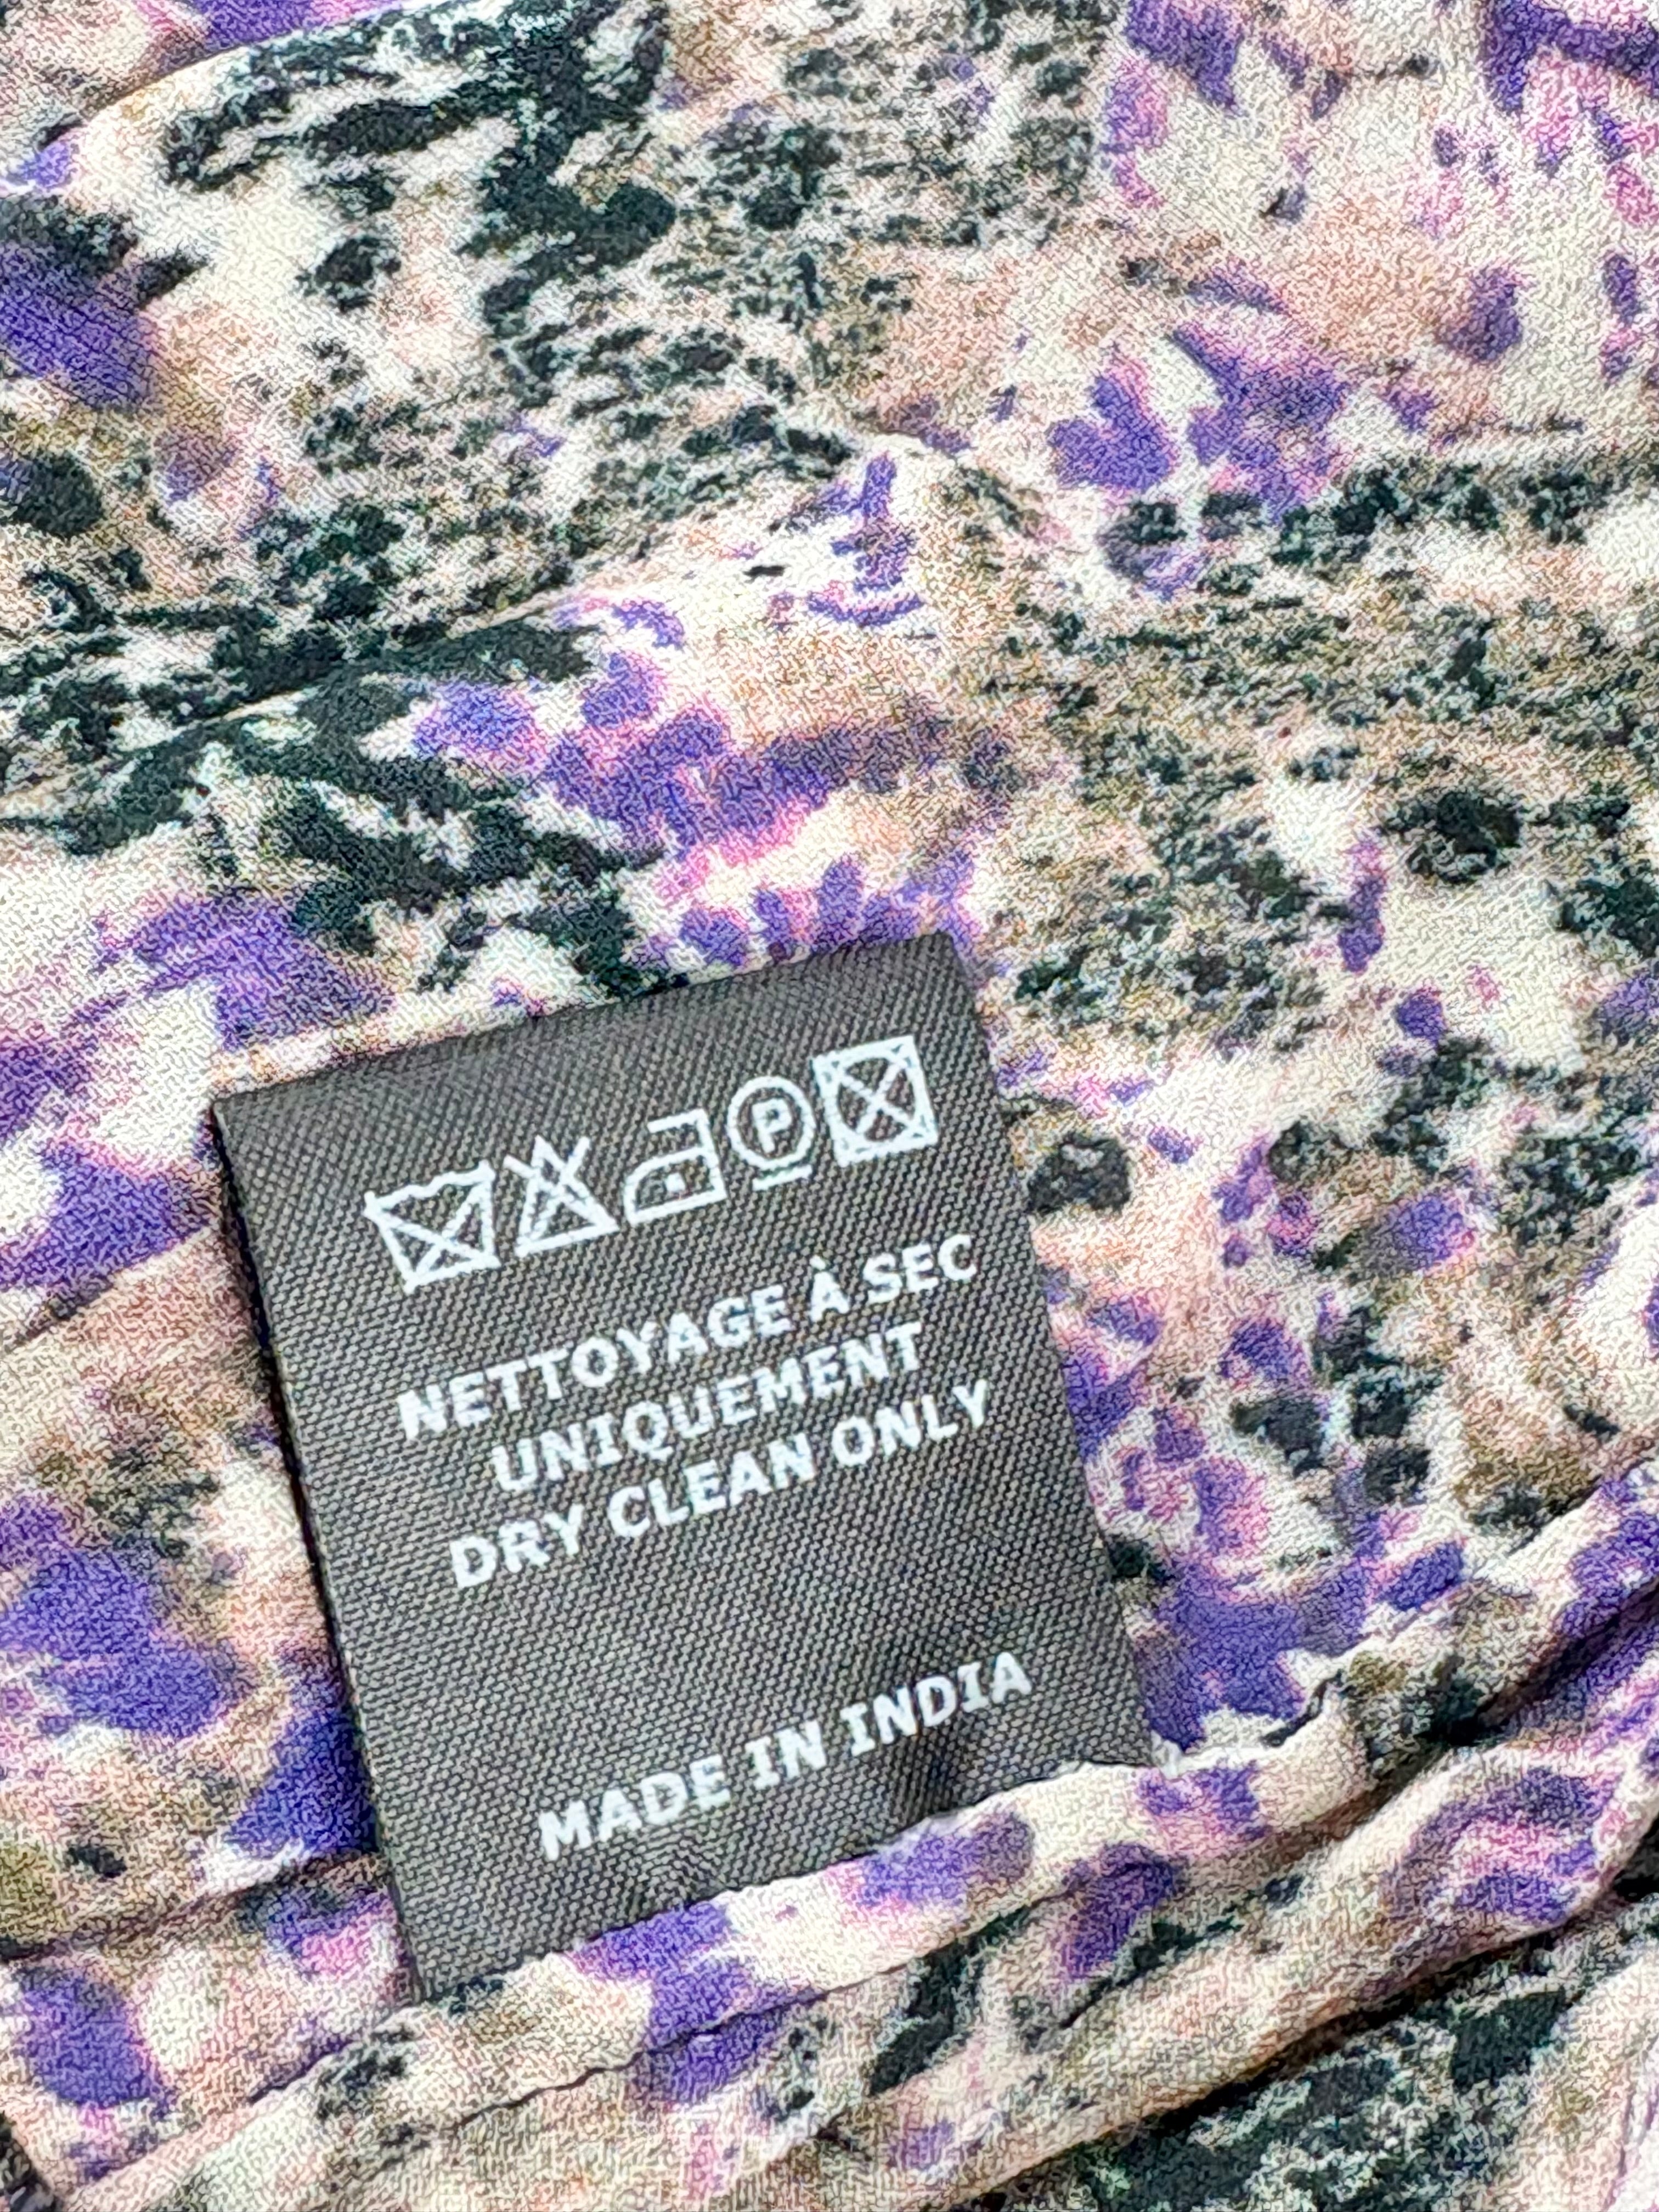 P
NETTOYAGE À SEC
UNIQUEMENT
DRY CLEAN ONLY
MADE IN INDIA